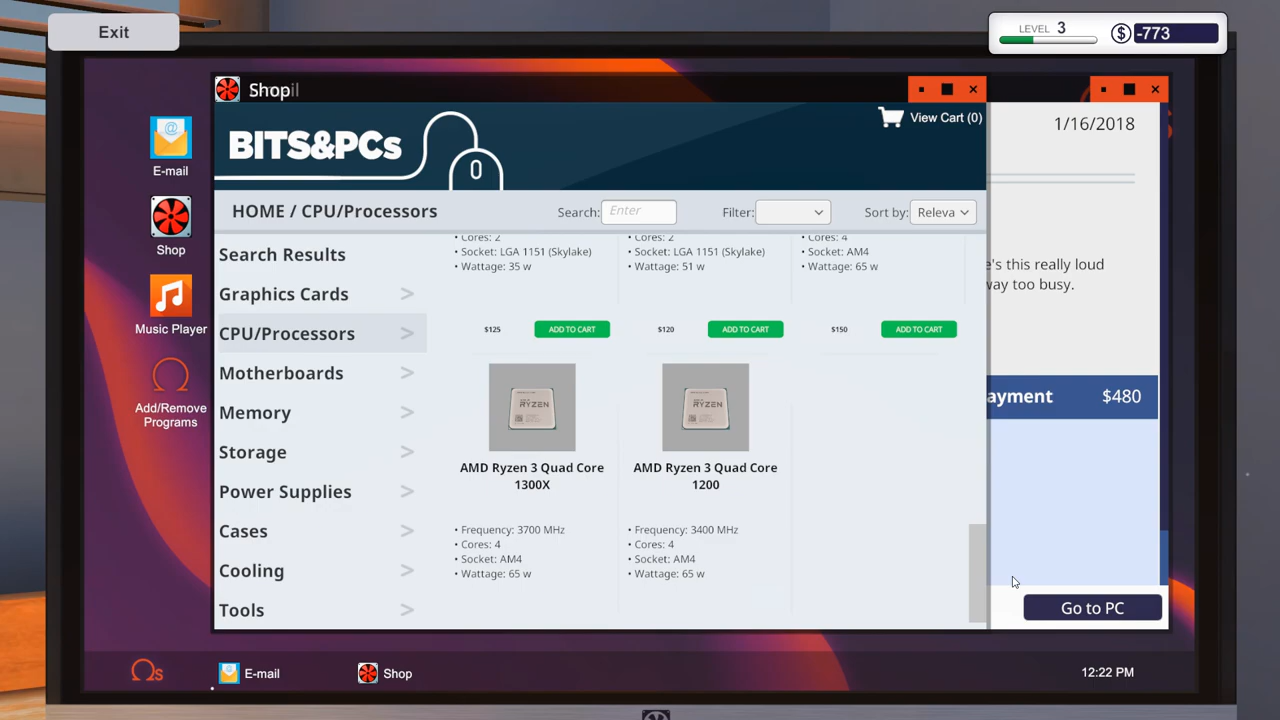 Exit
LEVEL 3
$ -773
Shopil
BITS&PCs
View Cart (0)
1/16/2018
HOME / CPU/Processors
Search: Enter
Filter:
Sort by: Releva
E-mail
Shop
Music Player
Add/Remove
Programs
Search Results
Graphics Cards >
CPU/Processors >
Motherboards >
Memory >
Storage >
Power Supplies >
Cases >
Cooling >
Tools >
• Cores: 2
• Socket: LGA 1151 (Skylake)
• Wattage: 35 w
$125
ADD TO CART
• Cores: 2
• Socket: LGA 1151 (Skylake)
• Wattage: 51 w
$120
ADD TO CART
• Cores: 4
• Socket: AM4
• Wattage: 65 w
$150
ADD TO CART
RYZEN
AMD Ryzen 3 Quad Core
1300X
• Frequency: 3700 MHz
• Cores: 4
• Socket: AM4
• Wattage: 65 w
RYZEN
AMD Ryzen 3 Quad Core
1200
• Frequency: 3400 MHz
• Cores: 4
• Socket: AM4
• Wattage: 65 w
e's this really loud
way too busy.
ayment $480
Go to PC
Ωs
E-mail
Shop
12:22 PM